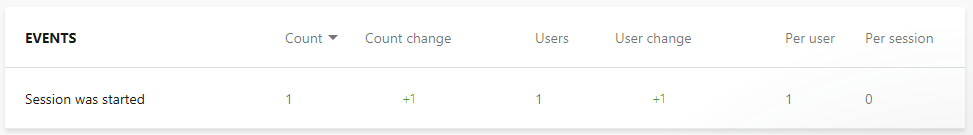 EVENTS Count Count change Users User change Per user Per session
Session was started 1 +1 1 +1 1 0